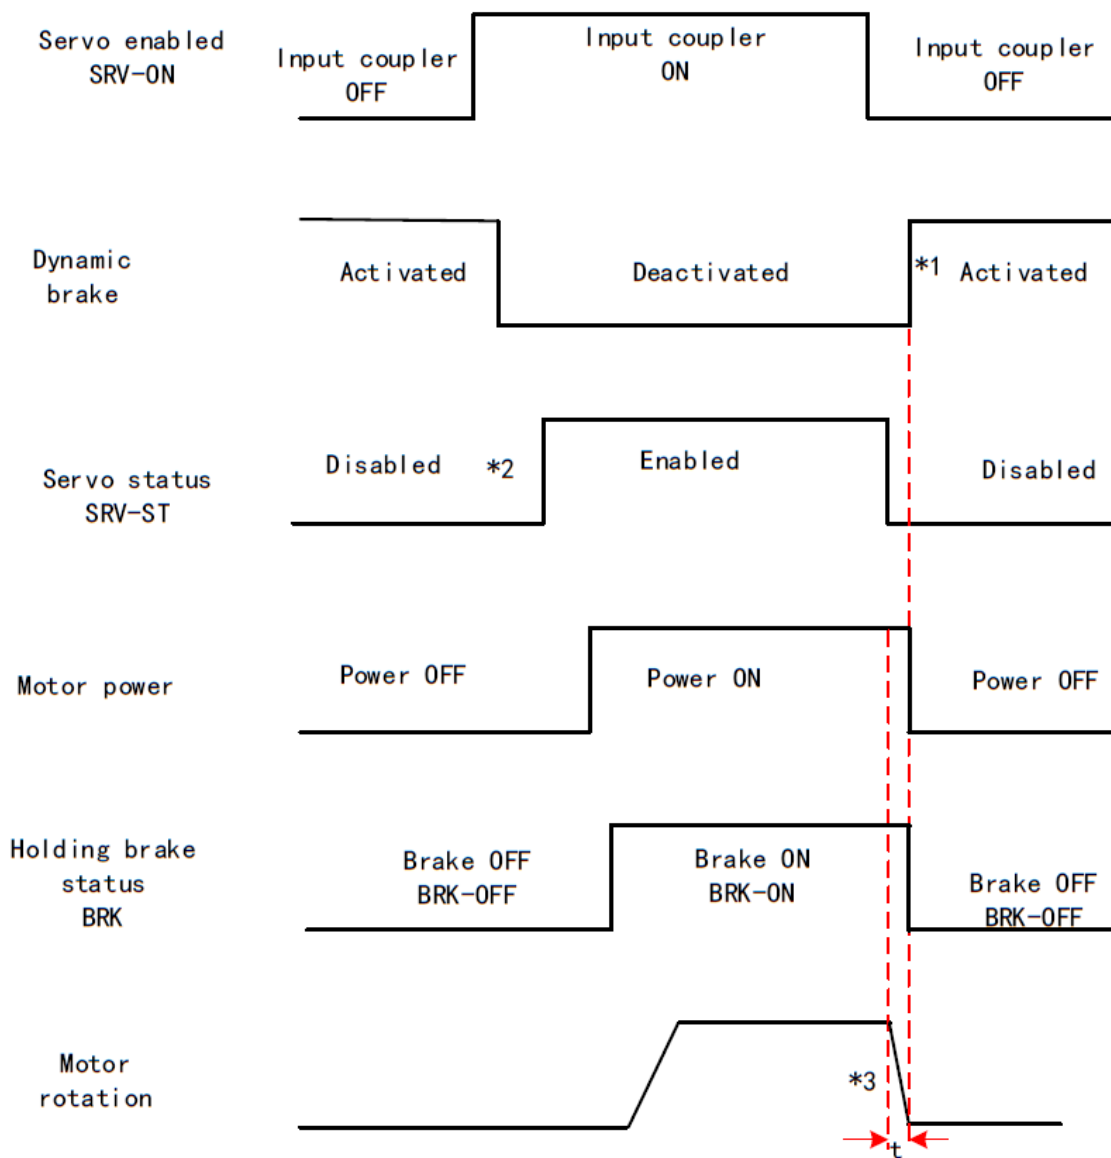 Servo enabled
SRV-ON
Input coupler
OFF
Input coupler
ON
Input coupler
OFF
Dynamic
brake
Activated
Deactivated
*1 Activated
Servo status
SRV-ST
Disabled
*2
Enabled
Disabled
Motor power
Power OFF
Power ON
Power OFF
Holding brake
status
BRK
Brake OFF
BRK-OFF
Brake ON
BRK-ON
Brake OFF
BRK-OFF
Motor
rotation
*3
t